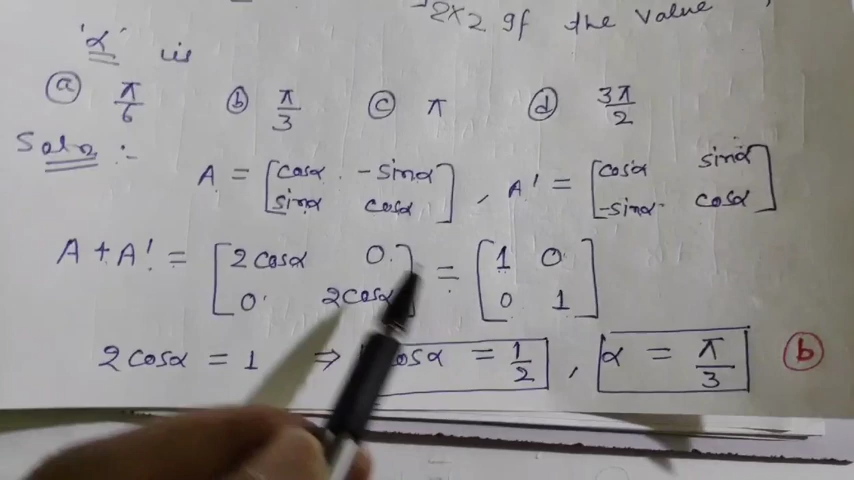 2×2 If the value
'α' is
(a) π/6 (b) π/3 (c) π (d) 3π/2
Soln :-
A = [cosα -sinα; sinα cosα], A' = [cosα sinα; -sinα cosα]
A + A' = [2cosα 0; 0 2cosα] = [1 0; 0 1]
2cosα = 1 ⇒ cosα = 1/2, α = π/3 (b)